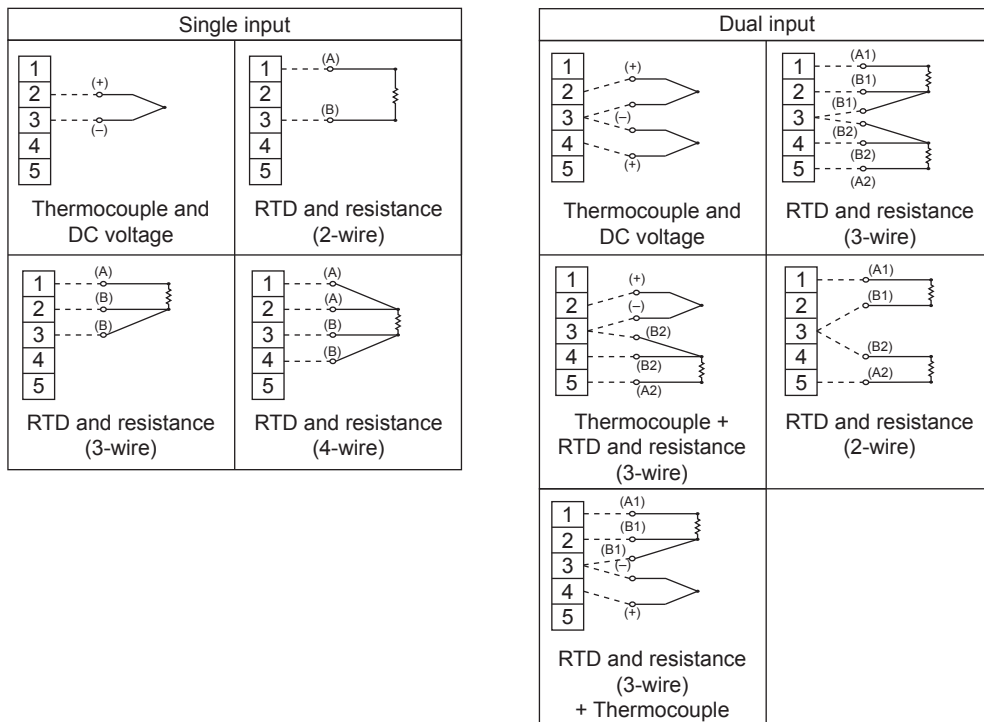 Single input
1
2
3
4
5
(+)
(–)
Thermocouple and
DC voltage
1
2
3
4
5
(A)
(B)
RTD and resistance
(2-wire)
1
2
3
4
5
(A)
(B)
(B)
RTD and resistance
(3-wire)
1
2
3
4
5
(A)
(A)
(B)
(B)
RTD and resistance
(4-wire)
Dual input
1
2
3
4
5
(+)
(–)
(+)
Thermocouple and
DC voltage
1
2
3
4
5
(A1)
(B1)
(B1)
(B2)
(B2)
(A2)
RTD and resistance
(3-wire)
1
2
3
4
5
(+)
(–)
(B2)
(B2)
(A2)
Thermocouple +
RTD and resistance
(3-wire)
1
2
3
4
5
(A1)
(B1)
(B2)
(A2)
RTD and resistance
(2-wire)
1
2
3
4
5
(A1)
(B1)
(B1)
(–)
(+)
RTD and resistance
(3-wire)
+ Thermocouple